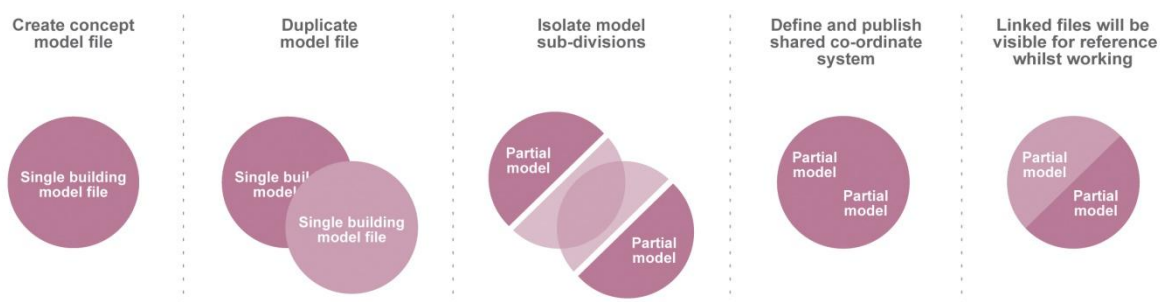 Create concept
model file
Duplicate
model file
Isolate model
sub-divisions
Define and publish
shared co-ordinate
system
Linked files will be
visible for reference
whilst working
Single building
model file
Single buil
model
Single building
model file
Partial
model
Partial
model
Partial
model
Partial
model
Partial
model
Partial
model